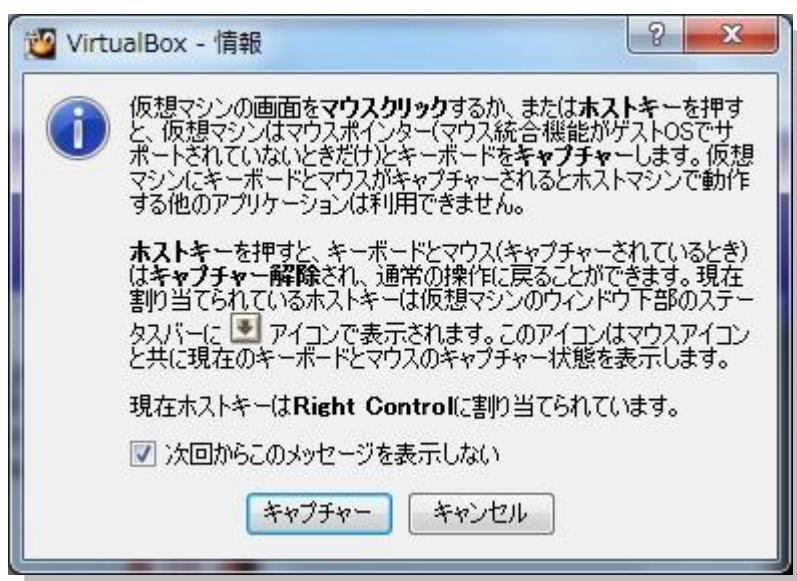 VirtualBox - 情報
仮想マシンの画面をマウスクリックするか、またはホストキーを押す
と、仮想マシンはマウスポインター(マウス統合機能がゲストOSでサ
ポートされていないときだけ)とキーボードをキャプチャーします。仮想
マシンにキーボードとマウスがキャプチャーされるとホストマシンで動作
する他のアプリケーションは利用できません。
ホストキーを押すと、キーボードとマウス(キャプチャーされているとき)
はキャプチャー解除され、通常の操作に戻ることができます。現在
割り当てられているホストキーは仮想マシンのウィンドウ下部のステー
タスバーに アイコンで表示されます。このアイコンはマウスアイコン
と共に現在のキーボードとマウスのキャプチャー状態を表示します。
現在ホストキーはRight Controlに割り当てられています。
次回からこのメッセージを表示しない
キャプチャー キャンセル